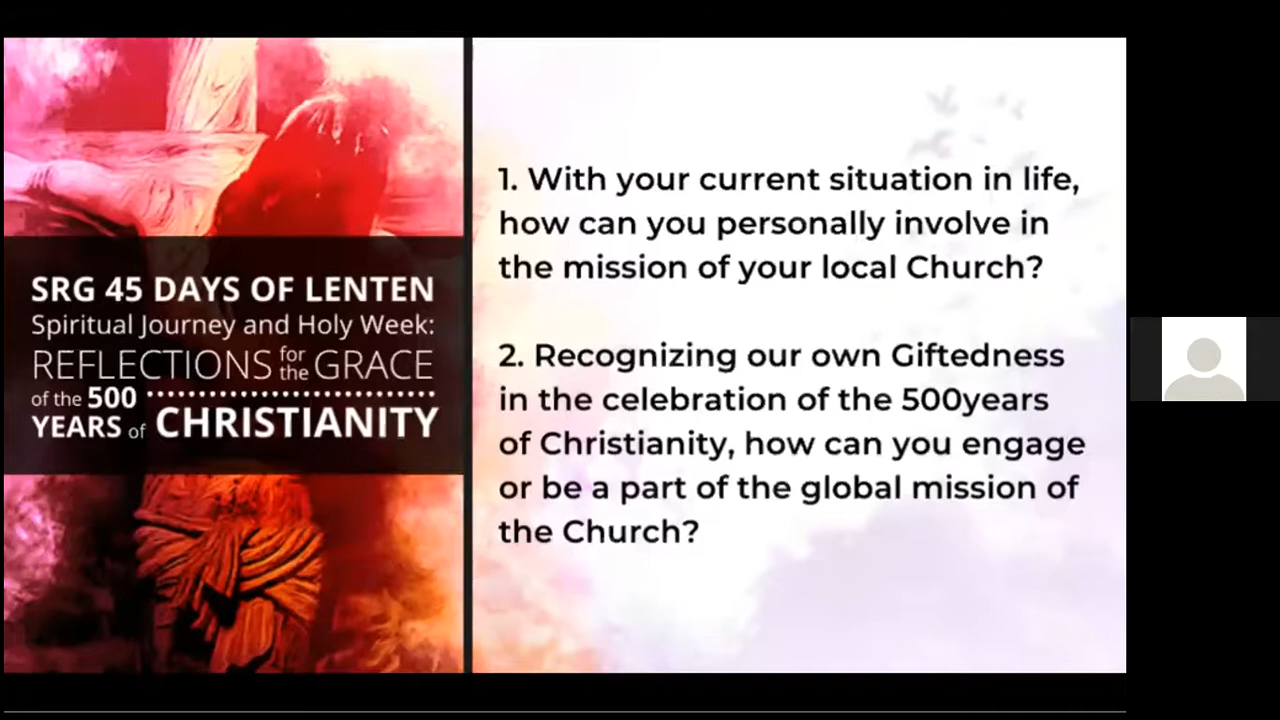 SRG 45 DAYS OF LENTEN
Spiritual Journey and Holy Week:
REFLECTIONS for the GRACE
of the 500
YEARS of CHRISTIANITY
1. With your current situation in life,
how can you personally involve in
the mission of your local Church?
2. Recognizing our own Giftedness
in the celebration of the 500years
of Christianity, how can you engage
or be a part of the global mission of
the Church?